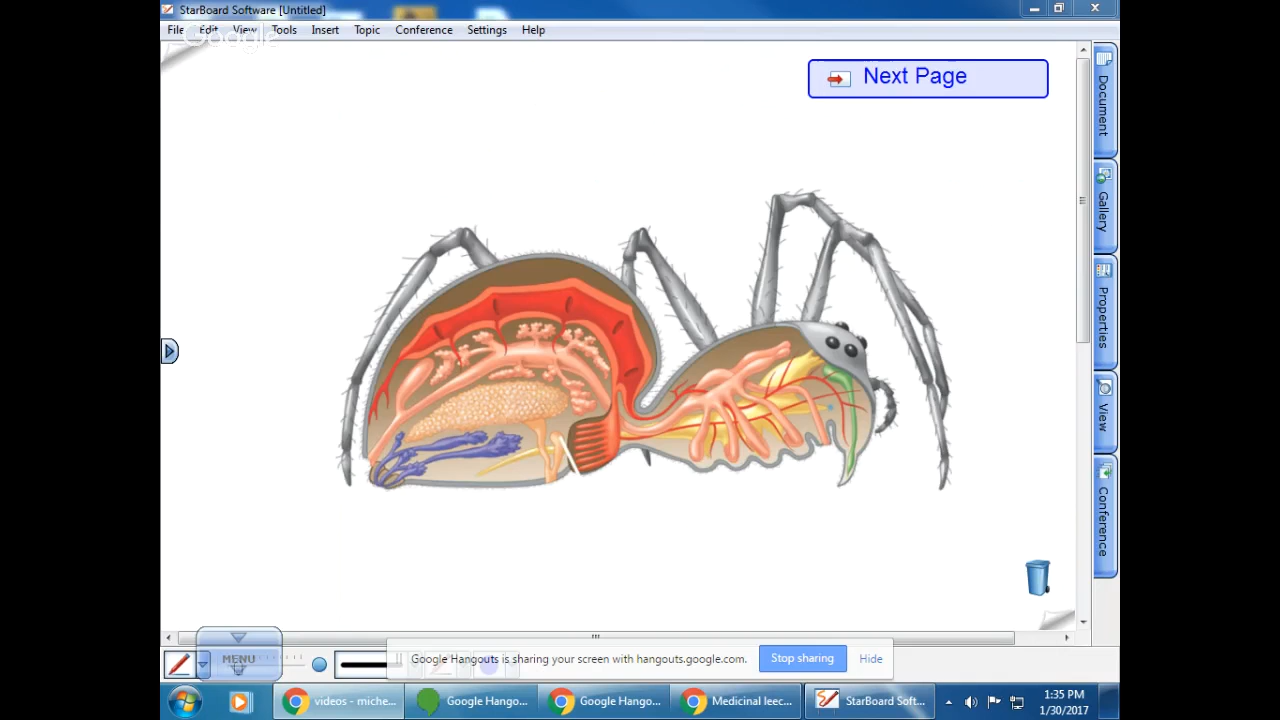 StarBoard Software [Untitled]
File Edit View Tools Insert Topic Conference Settings Help
Google
Next Page
Document
Gallery
Properties
View
Conference
MENU
Google Hangouts is sharing your screen with hangouts.google.com. Stop sharing Hide
videos - miche... Google Hango... Google Hango... Medicinal leec... StarBoard Soft...
1:35 PM
1/30/2017